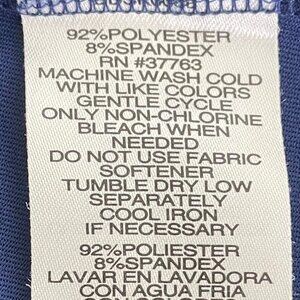 92%POLYESTER
8%SPANDEX
RN #37763
MACHINE WASH COLD
WITH LIKE COLORS
GENTLE CYCLE
ONLY NON-CHLORINE
BLEACH WHEN
NEEDED
DO NOT USE FABRIC
SOFTENER
TUMBLE DRY LOW
SEPARATELY
COOL IRON
IF NECESSARY
92%POLIESTER
8%SPANDEX
LAVAR EN LAVADORA
CON AGUA FRIA